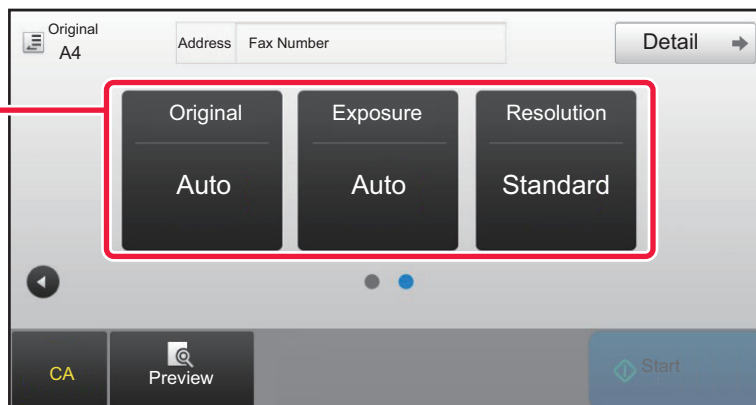 Original
A4
Address Fax Number
Detail
Original Exposure Resolution
Auto Auto Standard
CA Preview Start